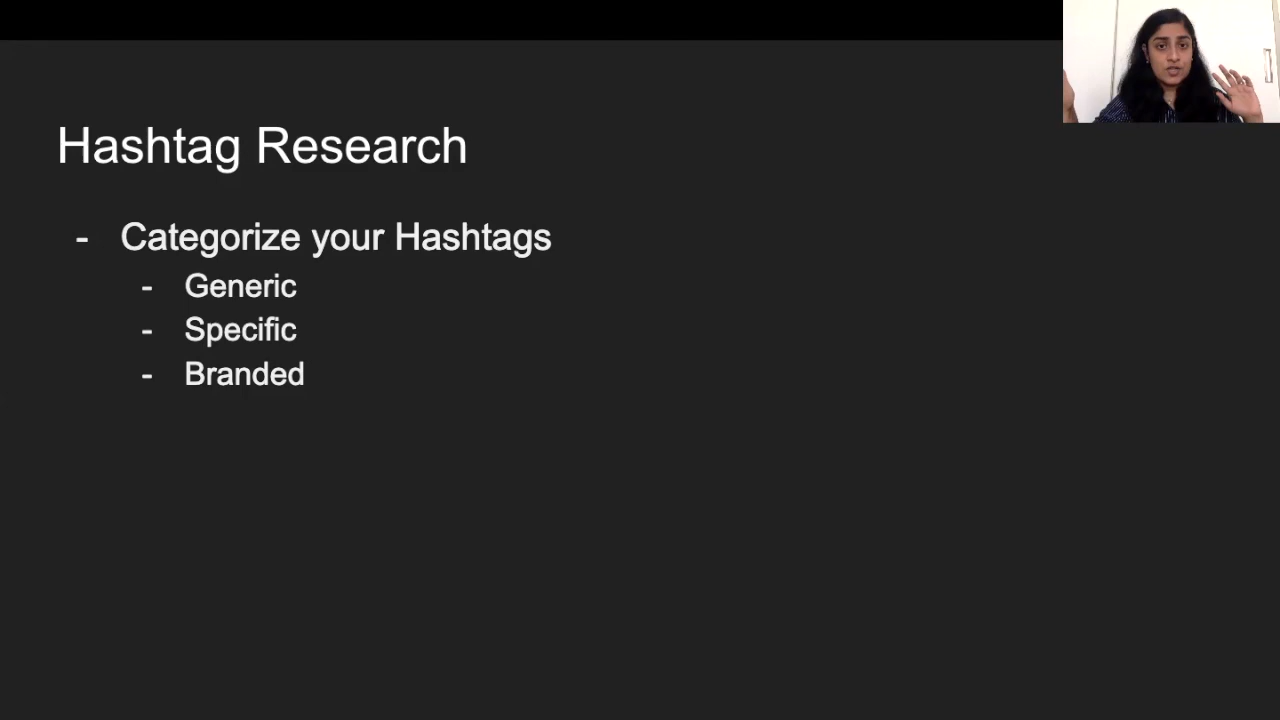 Hashtag Research
- Categorize your Hashtags
- Generic
- Specific
- Branded